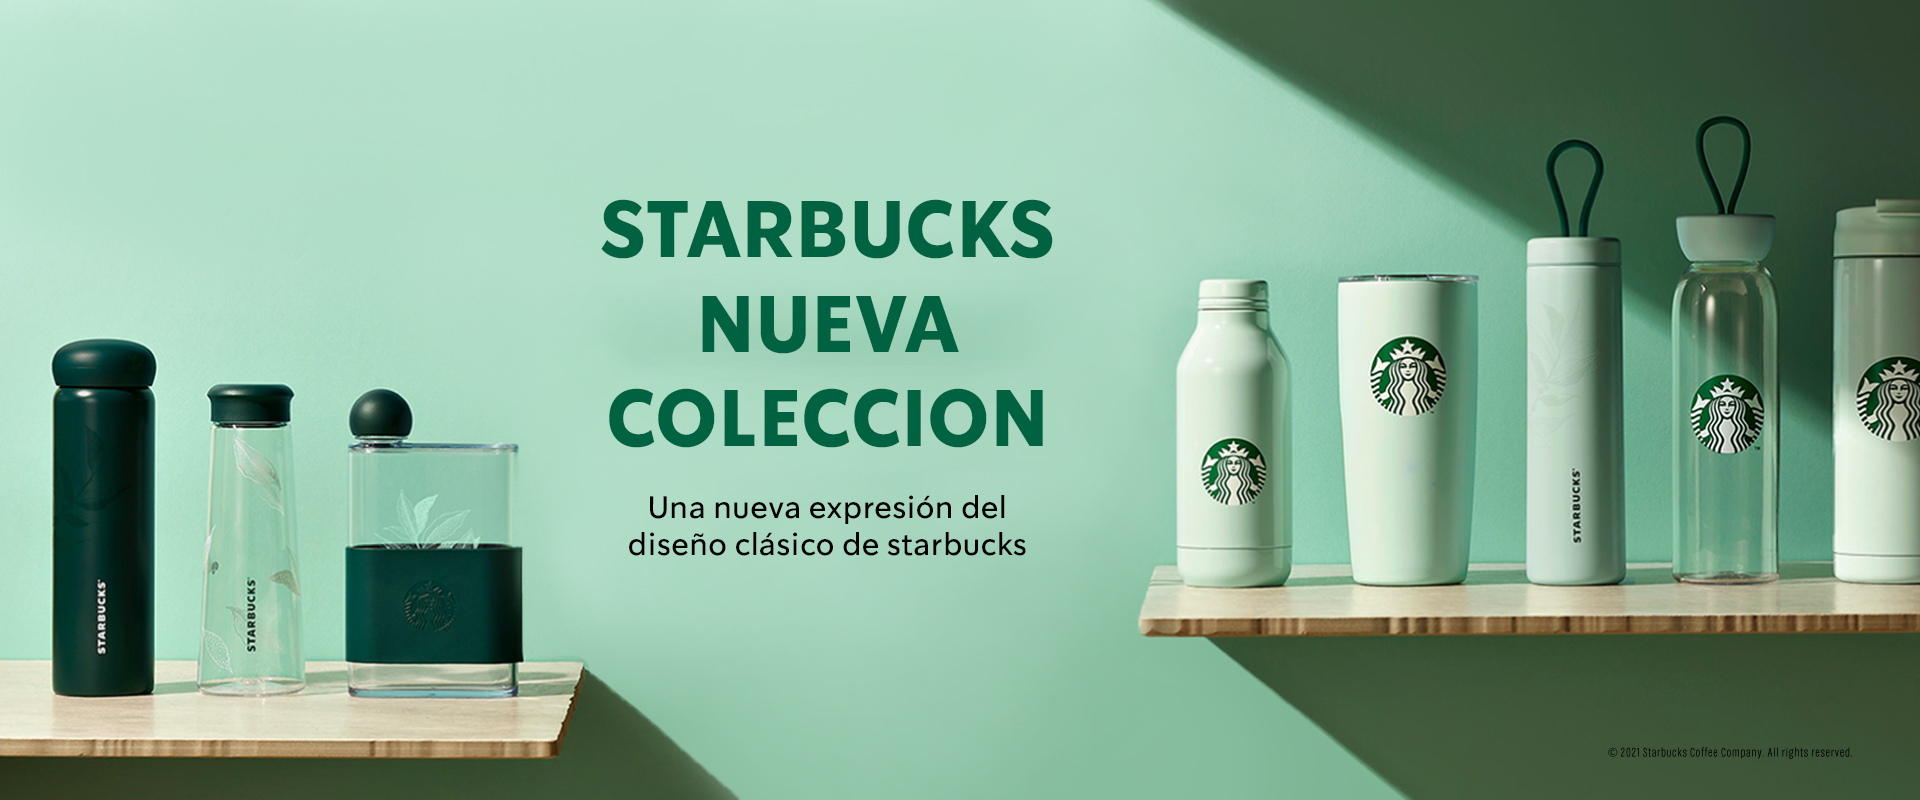 STARBUCKS
NUEVA
COLECCION
Una nueva expresión del
diseño clásico de starbucks
STARBUCKS
STARBUCKS
STARBUCKS
TM
© 2021 Starbucks Coffee Company. All rights reserved.